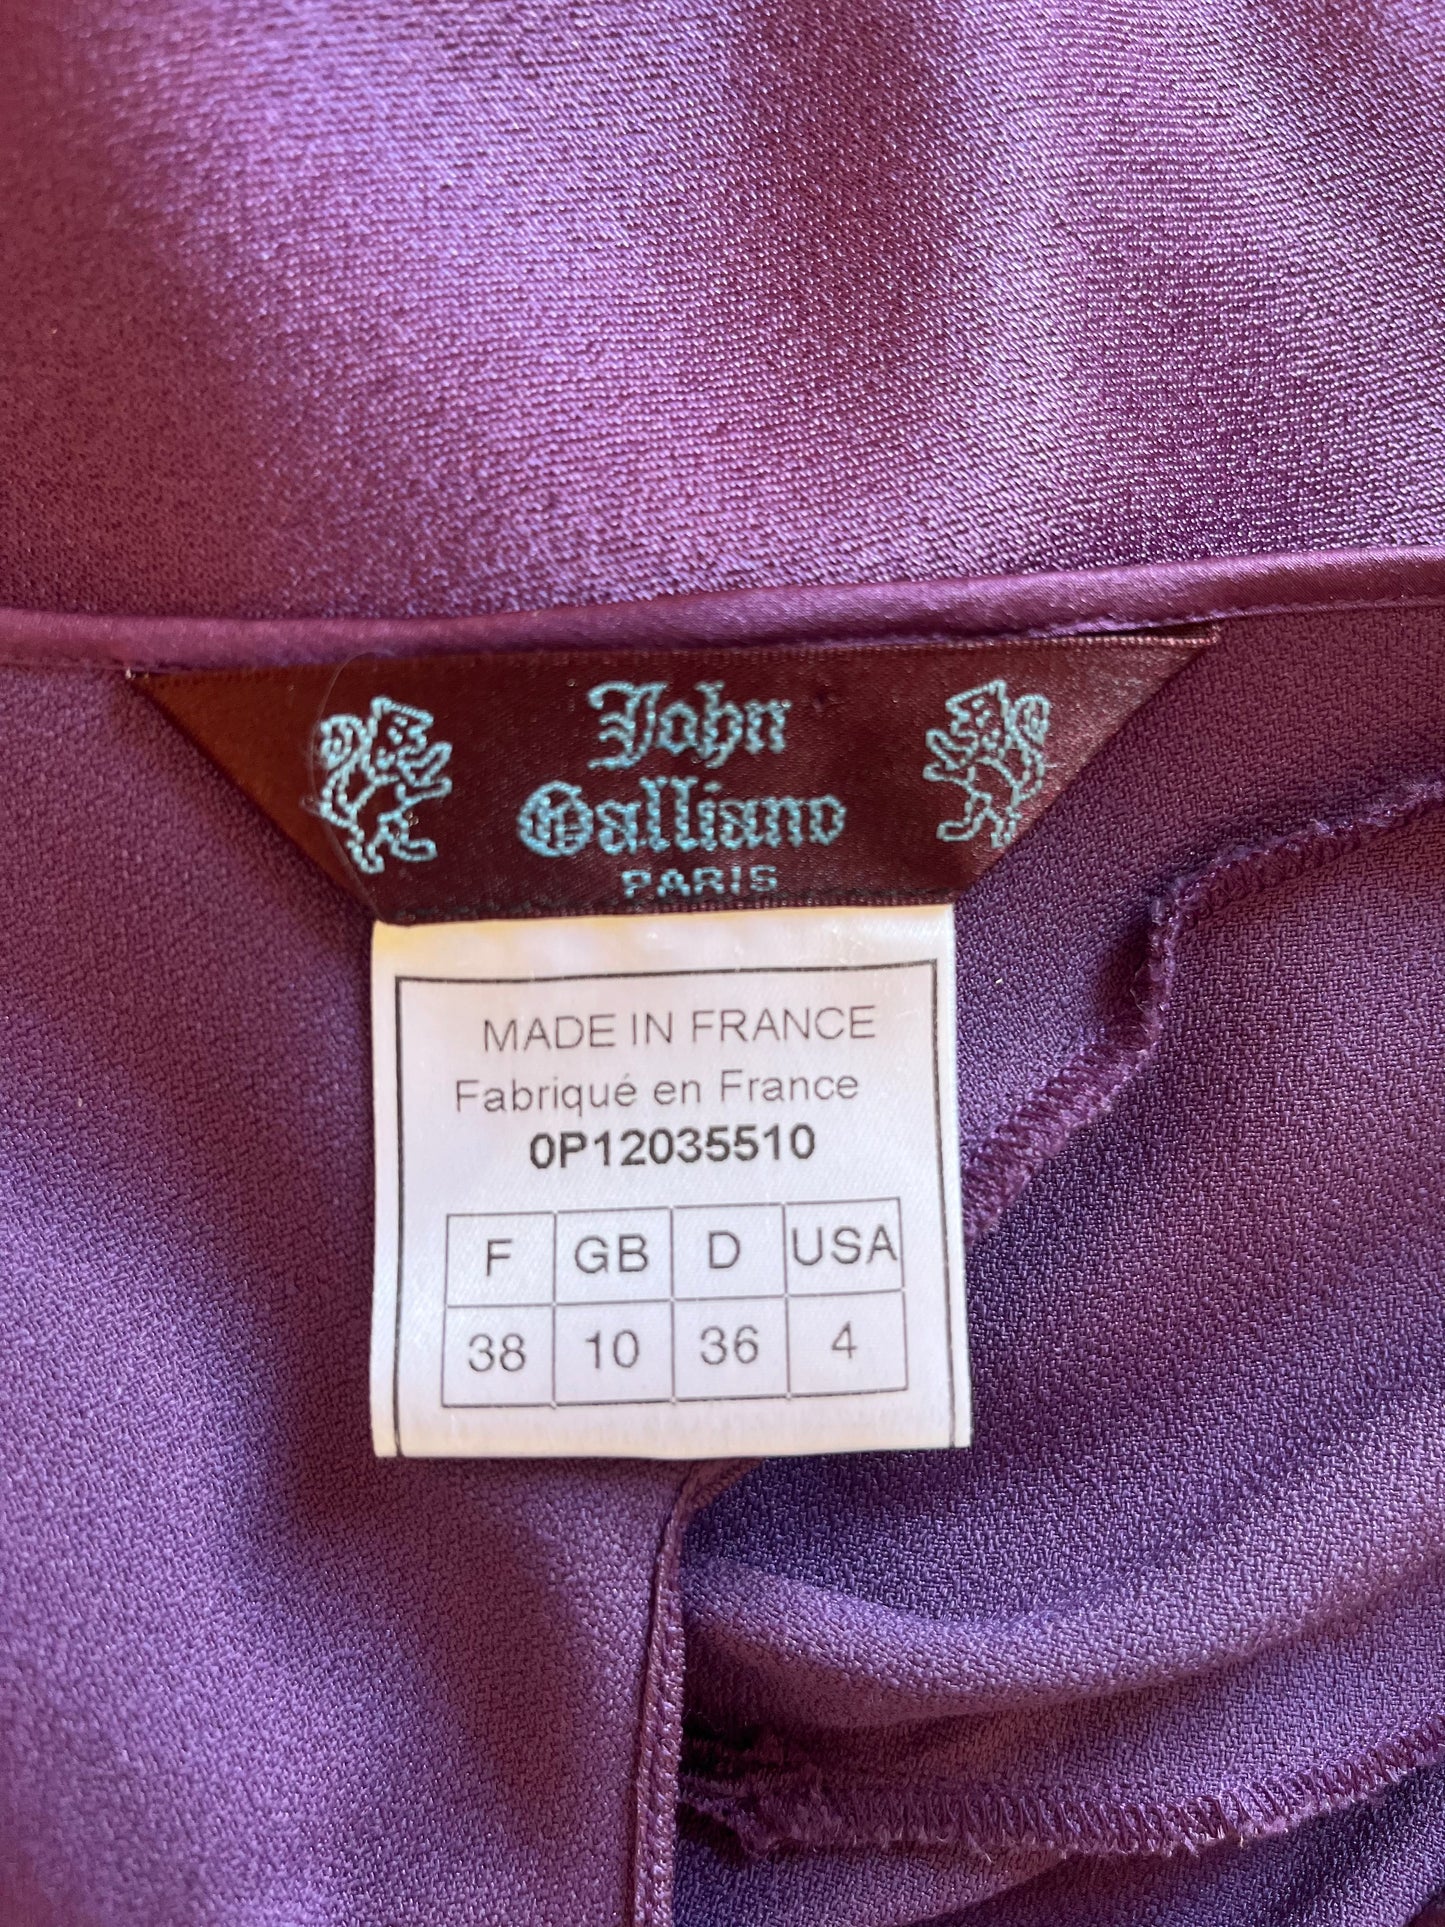 John
Galliano
PARIS
MADE IN FRANCE
Fabriqué en France
0P12035510
F GB D USA
38 10 36 4